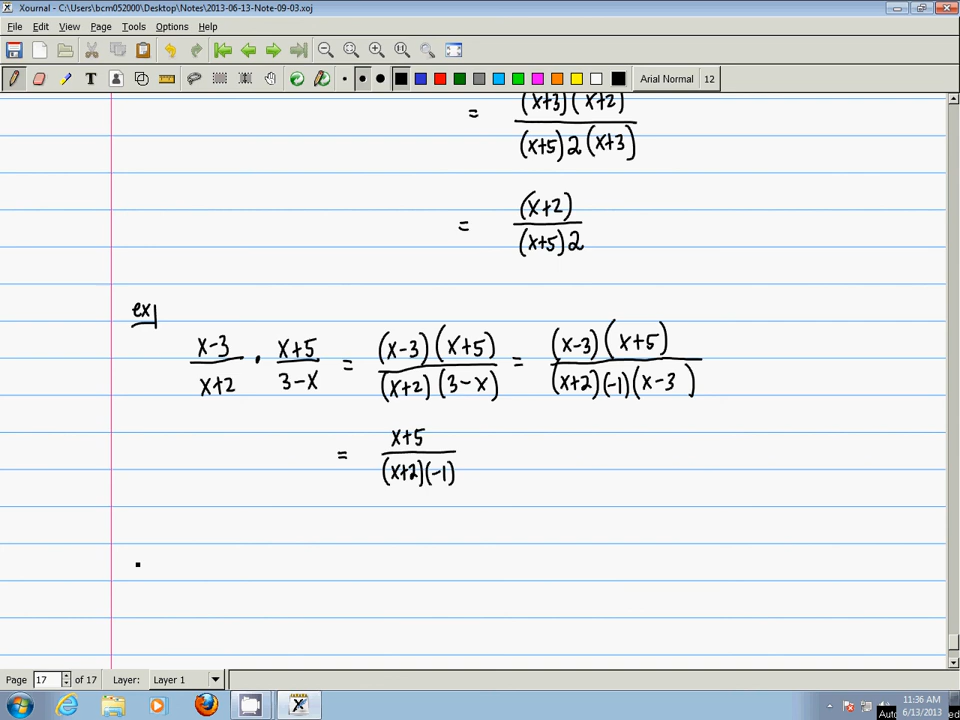 Xournal - C:\Users\bcm052000\Desktop\Notes\2013-06-13-Note-09-03.xoj
File Edit View Page Tools Options Help
T Arial Normal 12
= (x+3)(x+2)
(x+5)2(x+3)
= (x+2)
(x+5)2
ex
x-3 · x+5 = (x-3)(x+5) = (x-3)(x+5)
x+2 3-x (x+2)(3-x) (x+2)(-1)(x-3)
= x+5
(x+2)(-1)
Page 17 of 17 Layer: Layer 1
11:36 AM
6/13/2013